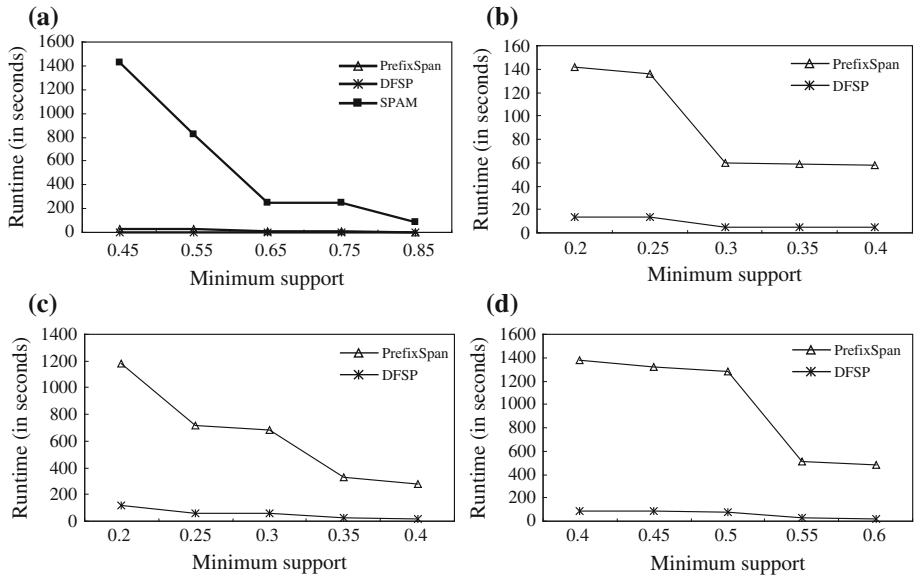 (a)
1600
1400
1200
1000
800
600
400
200
0
Runtime (in seconds)
PrefixSpan
DFSP
SPAM
0.45 0.55 0.65 0.75 0.85
Minimum support
(b)
160
140
120
100
80
60
40
20
0
Runtime (in seconds)
PrefixSpan
DFSP
0.2 0.25 0.3 0.35 0.4
Minimum support
(c)
1400
1200
1000
800
600
400
200
0
Runtime (in seconds)
PrefixSpan
DFSP
0.2 0.25 0.3 0.35 0.4
Minimum support
(d)
1600
1400
1200
1000
800
600
400
200
0
Runtime (in seconds)
PrefixSpan
DFSP
0.4 0.45 0.5 0.55 0.6
Minimum support